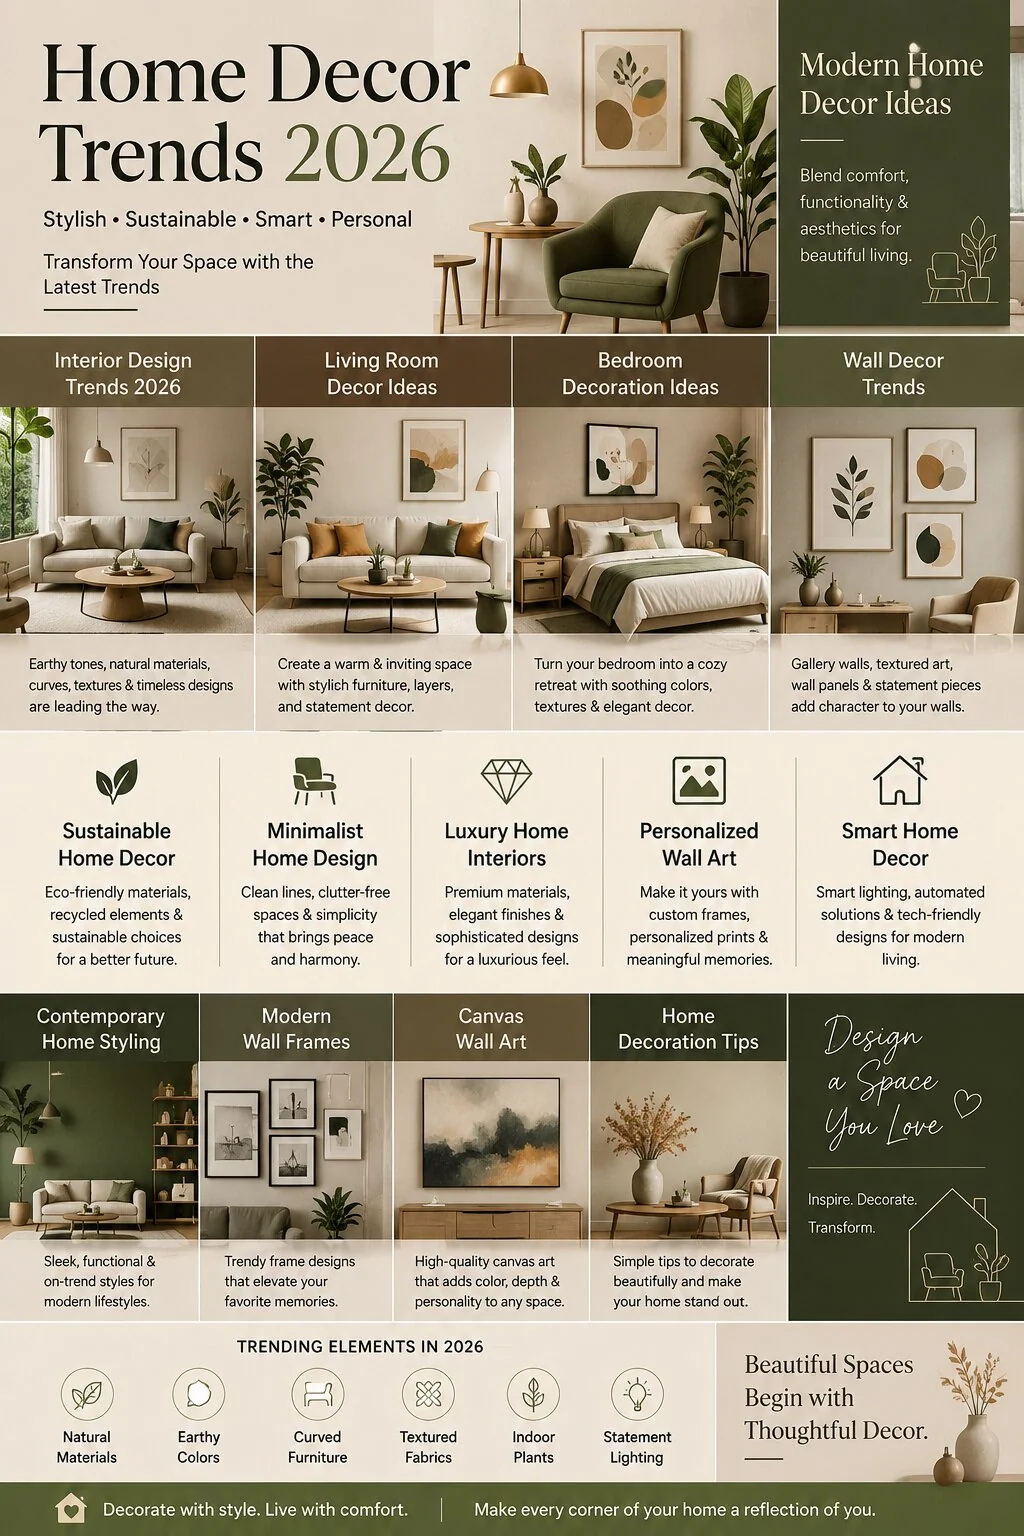 Home Decor
Trends 2026
Stylish • Sustainable • Smart • Personal
Transform Your Space with the
Latest Trends
Modern Home
Decor Ideas
Blend comfort,
functionality &
aesthetics for
beautiful living.
Interior Design
Trends 2026
Earthy tones, natural materials,
curves, textures & timeless designs
are leading the way.
Living Room
Decor Ideas
Create a warm & inviting space
with stylich furniture, layers,
and statement decor.
Bedroom
Decoration Ideas
Turn your bedroom into a cozy
retreat with soothing colors,
textures & elegant decor.
Wall Decor
Trends
Gallery walls, textured art,
wall panels & statement pieces
add character to your walls.
Sustainable
Home Decor
Eco-friendly materials,
recycled elements &
sustainable choices
for a better future.
Minimalist
Home Design
Clean lines, clutter-free
spaces & simplicity
that brings peace
and harmony.
Luxury Home
Interiors
Premium materials,
elegant finishes &
sophisticated designs
for a luxurious feel.
Personalized
Wall Art
Make it yours with
custom frames,
personalized prints &
meaningful memories.
Smart Home
Decor
Smart lighting, automated
solutions & tech-friendly
designs for modern
living.
Contemporary
Home Styling
Sleek, functional &
on-trend styles for
modern lifestyles.
Modern
Wall Frames
Trendy frame designs
that elevate your
favorite memories.
Canvas
Wall Art
High-quality canvas art
that adds color, depth &
personality to any space.
Home
Decoration Tips
Simple tips to decorate
beautifully and make
your home stand out.
Design
a Space
You Love
Inspire. Decorate.
Transform.
TRENDING ELEMENTS IN 2026
Natural
Materials
Earthy
Colors
Curved
Furniture
Textured
Fabrics
Indoor
Plants
Statement
Lighting
Beautiful Spaces
Begin with
Thoughtful Decor.
Decorate with style. Live with comfort.
Make every corner of your home a reflection of you.